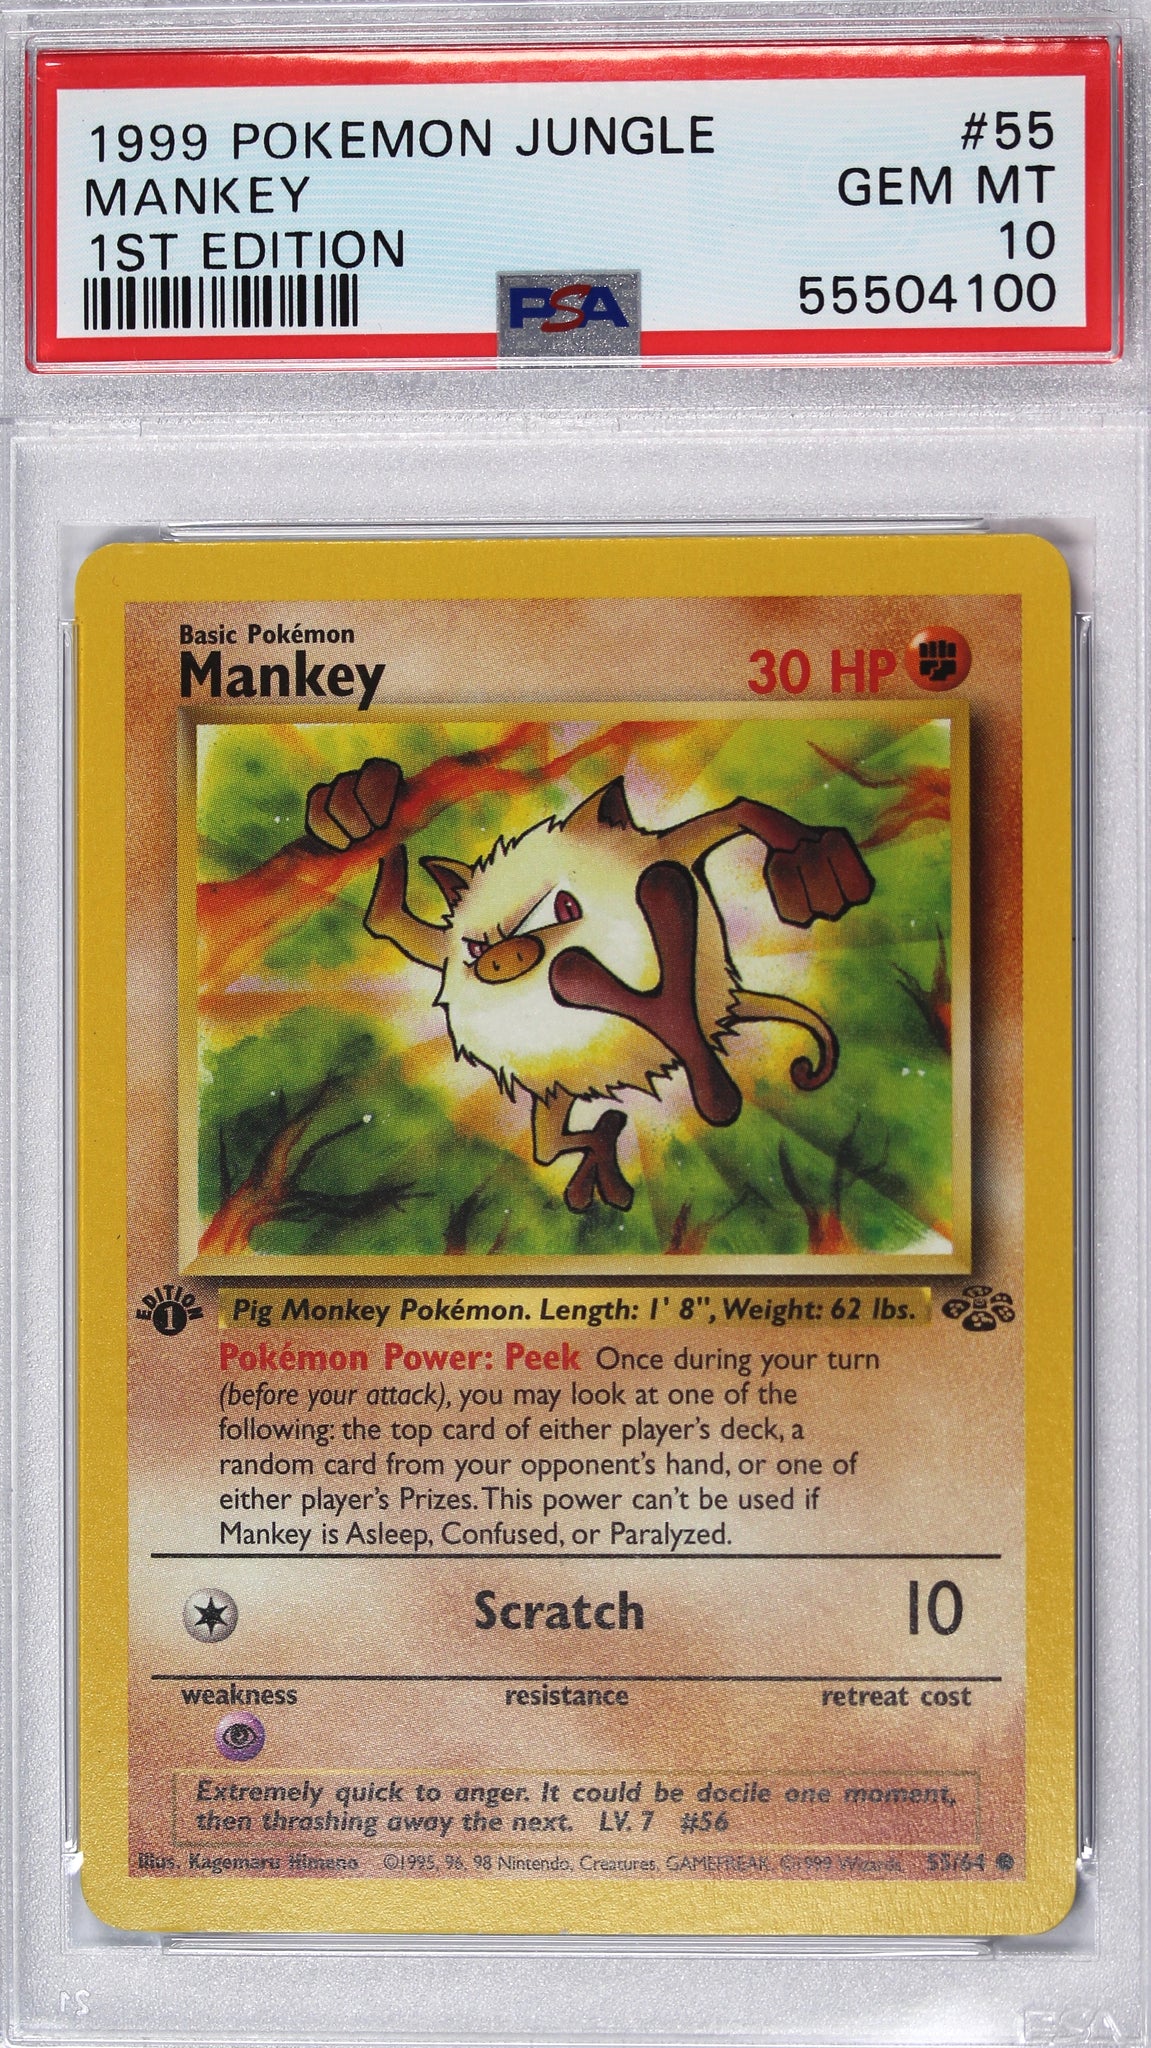 1999 POKEMON JUNGLE #55
MANKEY GEM MT
1ST EDITION 10
PSA 55504100
Basic Pokémon
Mankey 30 HP
EDITION 1
Pig Monkey Pokémon. Length: 1' 8", Weight: 62 lbs.
Pokémon Power: Peek Once during your turn
(before your attack), you may look at one of the
following: the top card of either player's deck, a
random card from your opponent's hand, or one of
either player's Prizes. This power can't be used if
Mankey is Asleep, Confused, or Paralyzed.
Scratch 10
weakness resistance retreat cost
Extremely quick to anger. It could be docile one moment,
then thrashing away the next. LV. 7 #56
Illus. Kagemaru Himeno ©1995, 96, 98 Nintendo, Creatures, GAMEFREAK. ©1999 Wizards. 55/64
21
PSA